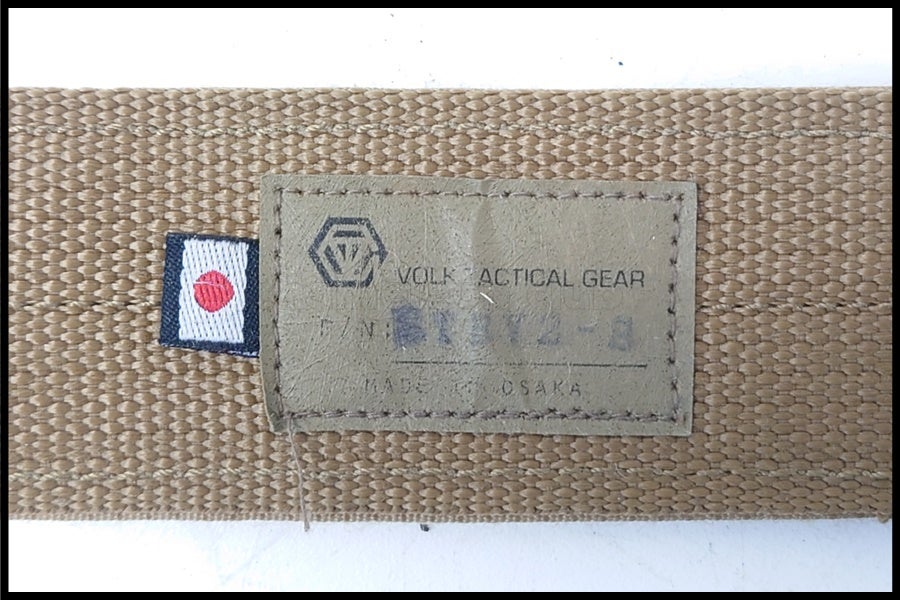 VOLK TACTICAL GEAR
P/N:
MADE IN OSAKA